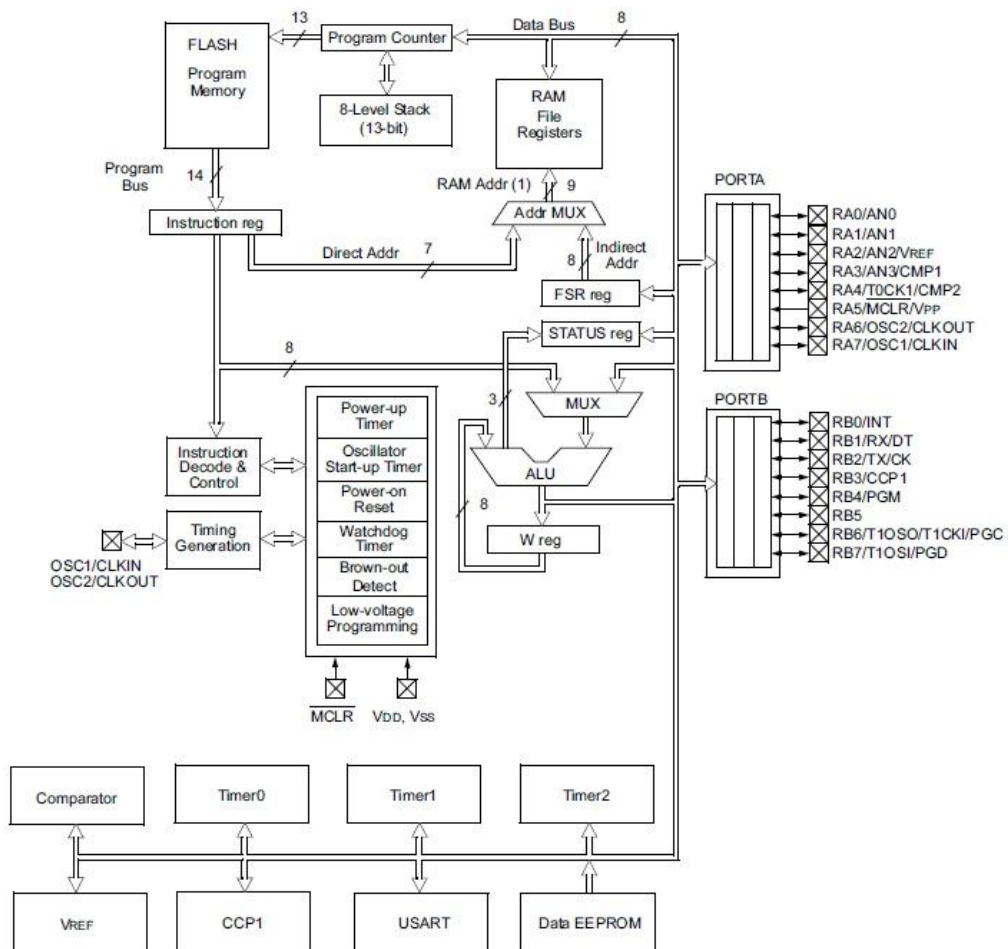 Data Bus
13
8
FLASH
Program
Memory
Program Counter
8-Level Stack
(13-bit)
RAM
File
Registers
Program
Bus
14
RAM Addr (1)
9
Addr MUX
Instruction reg
Direct Addr
7
8
Indirect
Addr
FSR reg
STATUS reg
8
3
MUX
ALU
8
W reg
Power-up
Timer
Oscillator
Start-up Timer
Power-on
Reset
Watchdog
Timer
Brown-out
Detect
Low-voltage
Programming
Instruction
Decode &
Control
Timing
Generation
OSC1/CLKIN
OSC2/CLKOUT
MCLR
VDD, VSS
PORTA
RA0/AN0
RA1/AN1
RA2/AN2/VREF
RA3/AN3/CMP1
RA4/T0CK1/CMP2
RA5/MCLR/VPP
RA6/OSC2/CLKOUT
RA7/OSC1/CLKIN
PORTB
RB0/INT
RB1/RX/DT
RB2/TX/CK
RB3/CCP1
RB4/PGM
RB5
RB6/T1OSO/T1CKI/PGC
RB7/T1OSI/PGD
Comparator
Timer0
Timer1
Timer2
VREF
CCP1
USART
Data EEPROM